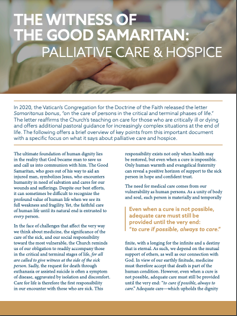 THE WITNESS OF
THE GOOD SAMARITAN:
PALLIATIVE CARE & HOSPICE
In 2020, the Vatican's Congregation for the Doctrine of the Faith released the letter
Samaritanus bonus, "on the care of persons in the critical and terminal phases of life."
The letter reaffirms the Church's teaching on care for those who are critically ill or dying
and offers additional pastoral guidance for increasingly complex situations at the end of
life. The following offers a brief overview of key points from this important document
with a specific focus on what it says about palliative care and hospice.
The ultimate foundation of human dignity lies
in the reality that God became man to save us
and call us into communion with him. The Good
Samaritan, who goes out of his way to aid an
injured man, symbolizes Jesus, who encounters
humanity in need of salvation and cares for our
wounds and sufferings. Despite our best efforts,
it can sometimes be difficult to recognize the
profound value of human life when we see its
full weakness and fragility. Yet, the faithful care
of human life until its natural end is entrusted to
every person.
In the face of challenges that affect the very way
we think about medicine, the significance of the
care of the sick, and our social responsibility
toward the most vulnerable, the Church reminds
us of our obligation to readily accompany those
in the critical and terminal stages of life, for all
are called to give witness at the side of the sick
person. Sadly, the request for death through
euthanasia or assisted suicide is often a symptom
of disease, aggravated by isolation and discomfort.
Care for life is therefore the first responsibility
in our encounter with those who are sick. This
responsibility exists not only when health may
be restored, but even when a cure is impossible.
Only human warmth and evangelical fraternity
can reveal a positive horizon of support to the sick
person in hope and confident trust.
The need for medical care comes from our
vulnerability as human persons. As a unity of body
and soul, each person is materially and temporally
Even when a cure is not possible,
adequate care must still be
provided until the very end:
"to cure if possible, always to care."
finite, with a longing for the infinite and a destiny
that is eternal. As such, we depend on the mutual
support of others, as well as our connection with
God. In view of our earthly finitude, medicine
must therefore accept that death is part of the
human condition. However, even when a cure is
not possible, adequate care must still be provided
until the very end: "to cure if possible, always to
care." Adequate care—which upholds the dignity